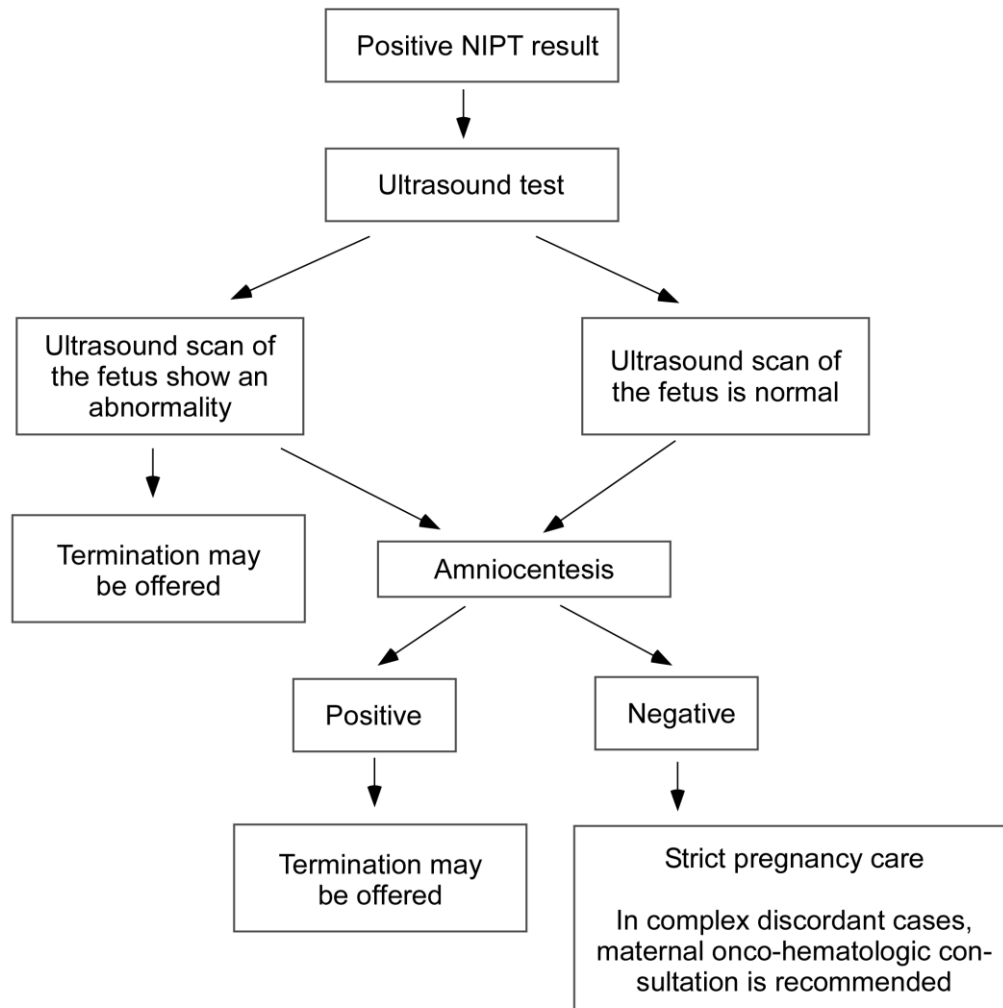 Positive NIPT result
Ultrasound test
Ultrasound scan of
the fetus show an
abnormality
Ultrasound scan of
the fetus is normal
Termination may
be offered
Amniocentesis
Positive
Negative
Termination may
be offered
Strict pregnancy care
In complex discordant cases,
maternal onco-hematologic con-
sultation is recommended